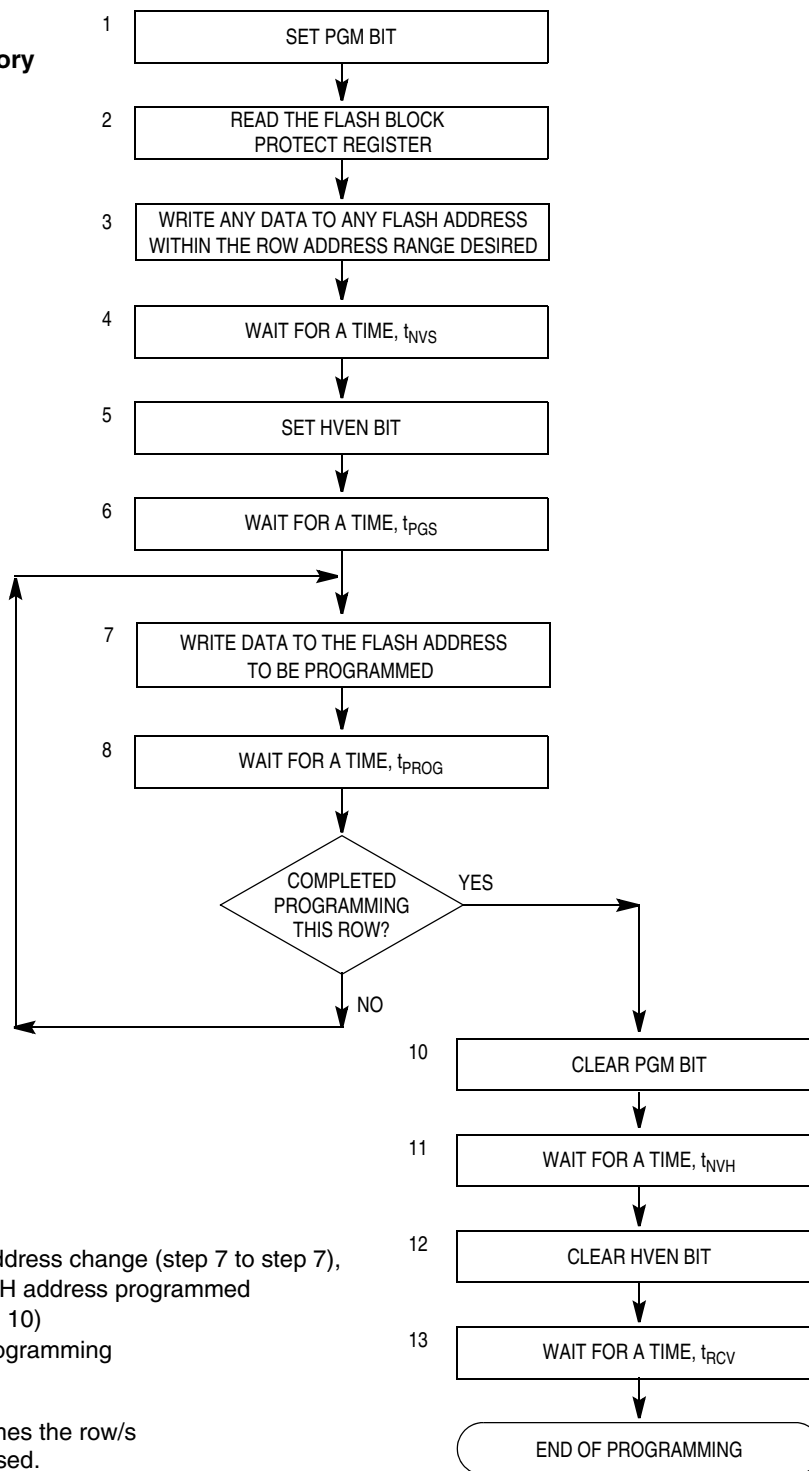 1
SET PGM BIT
ory
2
READ THE FLASH BLOCK
PROTECT REGISTER
3
WRITE ANY DATA TO ANY FLASH ADDRESS
WITHIN THE ROW ADDRESS RANGE DESIRED
4
WAIT FOR A TIME, tNVS
5
SET HVEN BIT
6
WAIT FOR A TIME, tPGS
7
WRITE DATA TO THE FLASH ADDRESS
TO BE PROGRAMMED
8
WAIT FOR A TIME, tPROG
COMPLETED
PROGRAMMING
THIS ROW?
YES
NO
10
CLEAR PGM BIT
11
WAIT FOR A TIME, tNVH
12
CLEAR HVEN BIT
13
WAIT FOR A TIME, tRCV
END OF PROGRAMMING
ddress change (step 7 to step 7),
H address programmed
10)
ogramming
nes the row/s
sed.